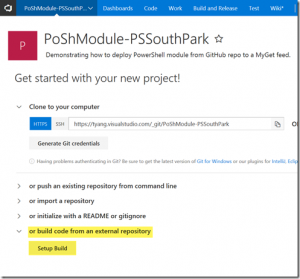 PoShModule-PSSouthPark
Dashboards Code Work Build and Release Test Wiki*
P
PoShModule-PSSouthPark
Demonstrating how to deploy PowerShell module from GitHub repo to a MyGet feed.
Get started with your new project!
Clone to your computer
HTTPS SSH https://tyang.visualstudio.com/_git/PoShModule-PSSouthPark
Generate Git credentials
Having problems authenticating in Git? Be sure to get the latest version of Git for Windows or our plugins for IntelliJ, Eclip
or push an existing repository from command line
or import a repository
or initialize with a README or gitignore
or build code from an external repository
Setup Build